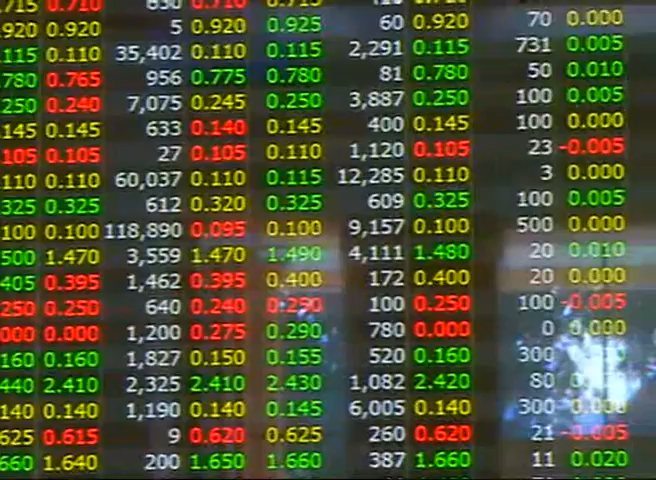 .715 0.710 630 0.710
.920 0.920 5 0.920 0.925 60 0.920 70 0.000
.115 0.110 35,402 0.110 0.115 2,291 0.115 731 0.005
.780 0.765 956 0.775 0.780 81 0.780 50 0.010
.250 0.240 7,075 0.245 0.250 3,887 0.250 100 0.005
.145 0.145 633 0.140 0.145 400 0.145 100 0.000
.105 0.105 27 0.105 0.110 1,120 0.105 23 -0.005
.110 0.110 60,037 0.110 0.115 12,285 0.110 3 0.000
.325 0.325 612 0.320 0.325 609 0.325 100 0.005
.100 0.100 118,890 0.095 0.100 9,157 0.100 500 0.000
.500 1.470 3,559 1.470 1.490 4,111 1.480 20 0.010
.405 0.395 1,462 0.395 0.400 172 0.400 20 0.000
.250 0.250 640 0.240 0.290 100 0.250 100 -0.005
.000 0.000 1,200 0.275 0.290 780 0.000 0 0.000
.160 0.160 1,827 0.150 0.155 520 0.160 300
.440 2.410 2,325 2.410 2.430 1,082 2.420 80
.140 0.140 1,190 0.140 0.145 6,005 0.140 300
.625 0.615 9 0.620 0.625 260 0.620 21 -0.005
.660 1.640 200 1.650 1.660 387 1.660 11 0.020